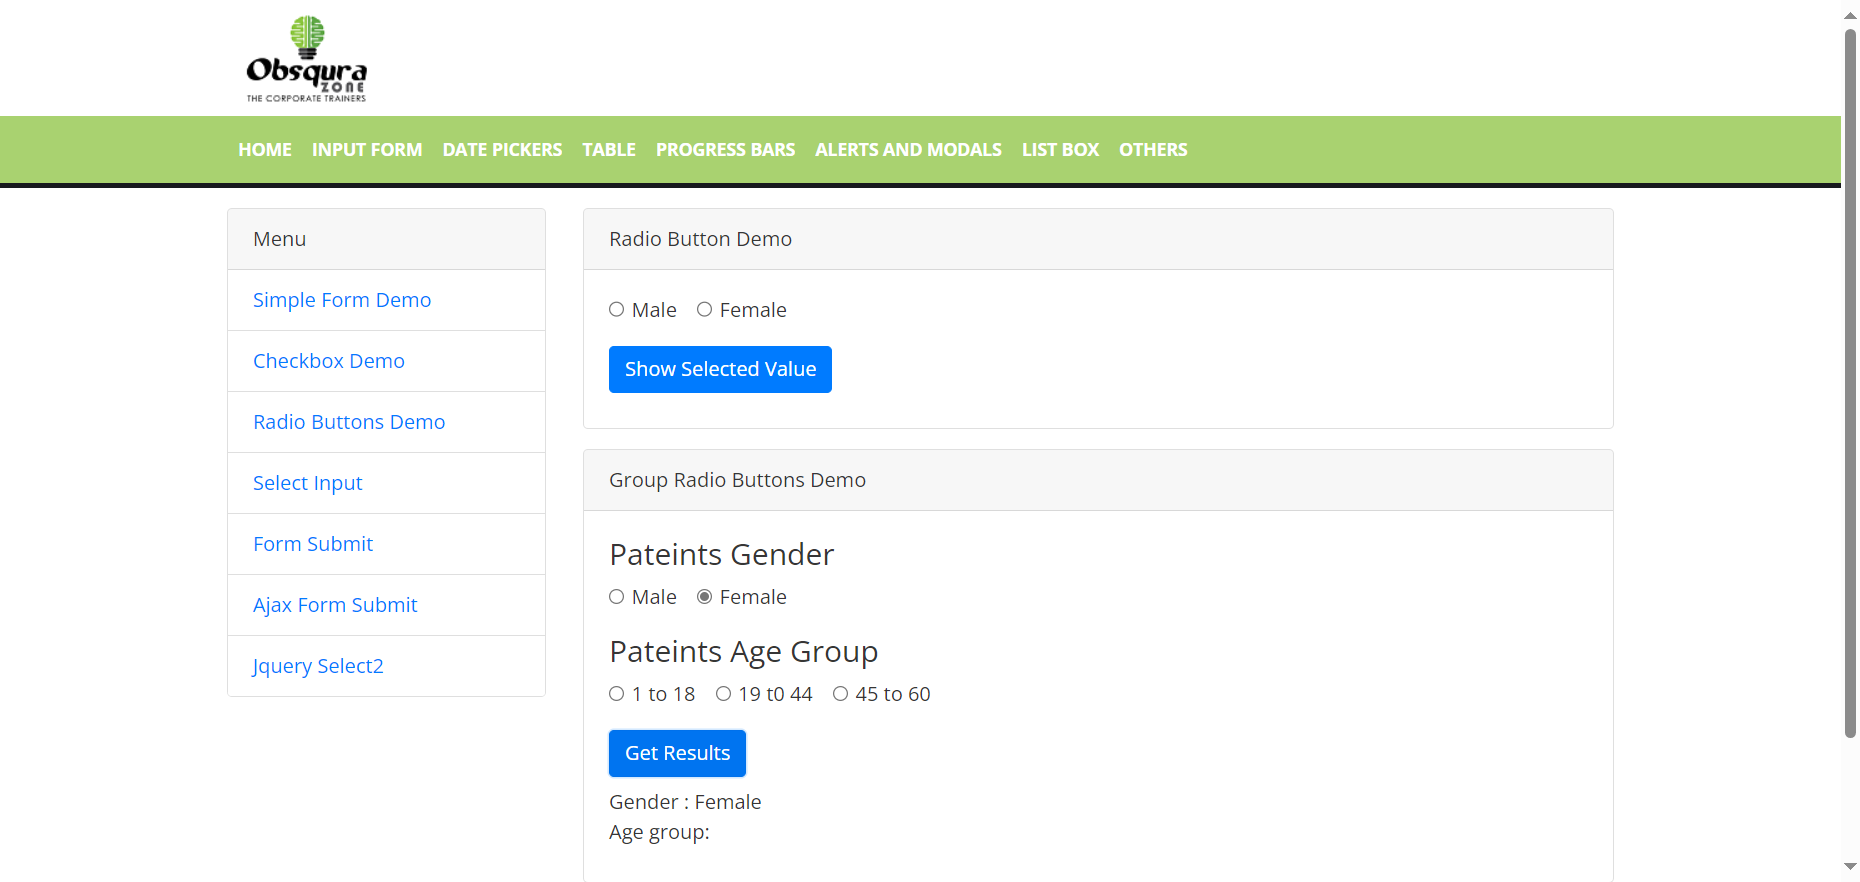 Obsqura
ZONE
THE CORPORATE TRAINERS
HOME INPUT FORM DATE PICKERS TABLE PROGRESS BARS ALERTS AND MODALS LIST BOX OTHERS
Menu
Simple Form Demo
Checkbox Demo
Radio Buttons Demo
Select Input
Form Submit
Ajax Form Submit
Jquery Select2
Radio Button Demo
Male Female
Show Selected Value
Group Radio Buttons Demo
Pateints Gender
Male Female
Pateints Age Group
1 to 18 19 t0 44 45 to 60
Get Results
Gender : Female
Age group: